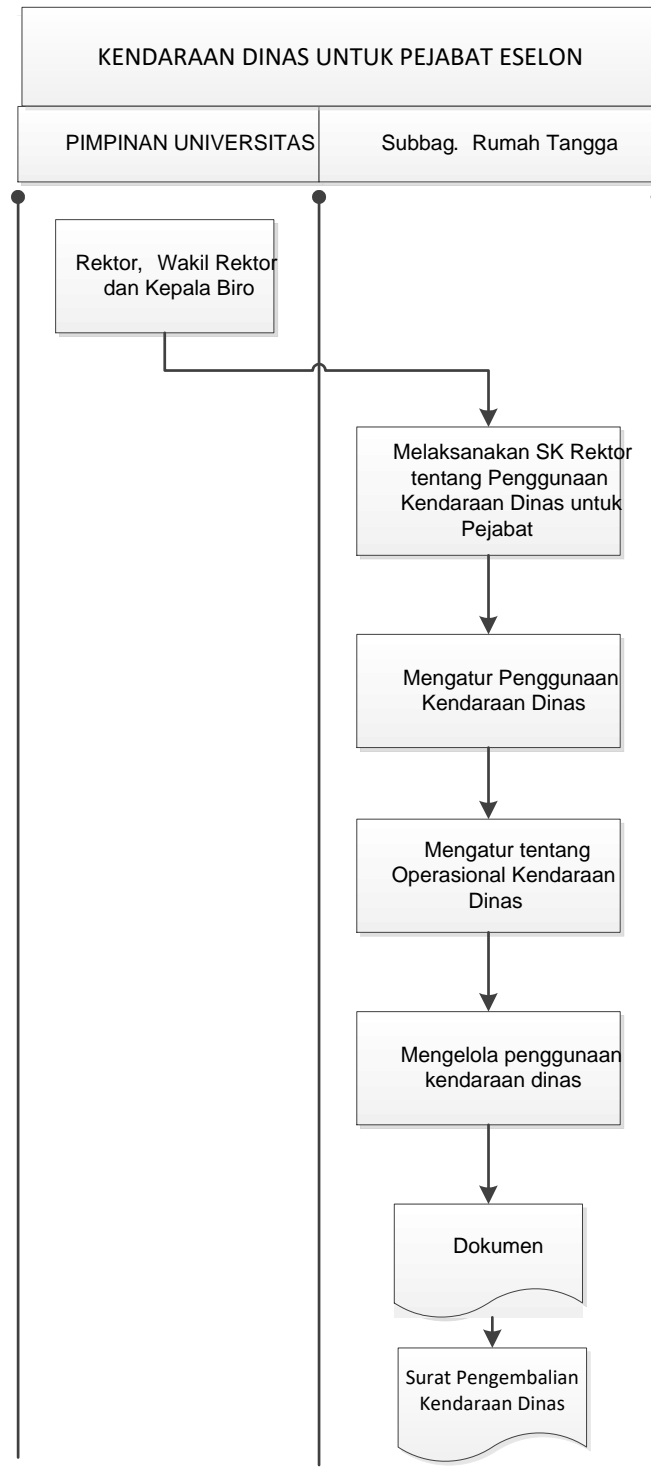 KENDARAAN DINAS UNTUK PEJABAT ESELON
PIMPINAN UNIVERSITAS
Subbag. Rumah Tangga
Rektor, Wakil Rektor
dan Kepala Biro
Melaksanakan SK Rektor
tentang Penggunaan
Kendaraan Dinas untuk
Pejabat
Mengatur Penggunaan
Kendaraan Dinas
Mengatur tentang
Operasional Kendaraan
Dinas
Mengelola penggunaan
kendaraan dinas
Dokumen
Surat Pengembalian
Kendaraan Dinas